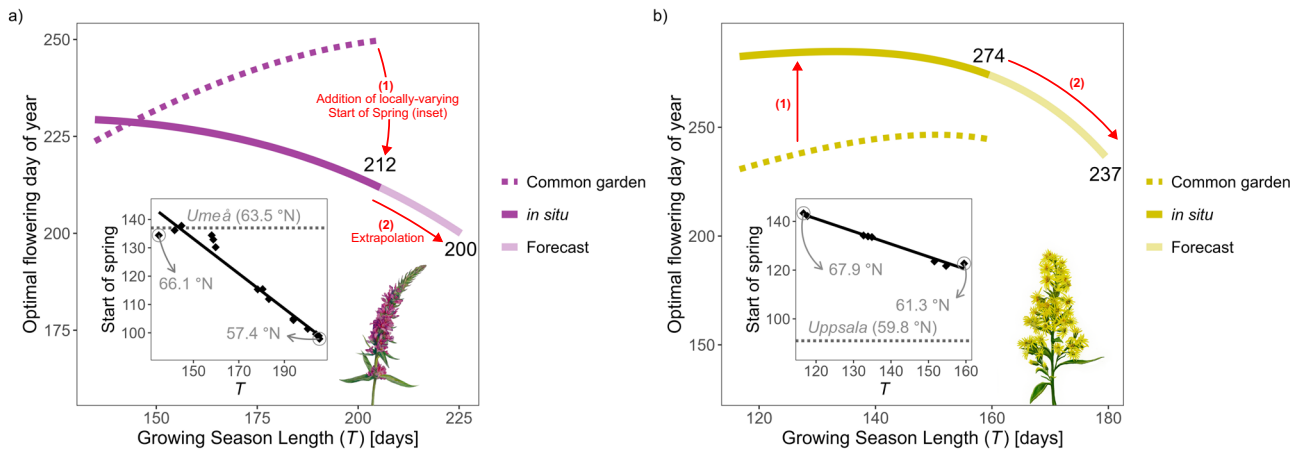 a)
Optimal flowering day of year
250
225
200
175
(1)
Addition of locally-varying
Start of Spring (inset)
212
(2)
Extrapolation
200
Start of spring
140
130
120
110
100
Umeå (63.5 °N)
66.1 °N
57.4 °N
150
170
190
T
150
175
200
225
Growing Season Length (T) [days]
Common garden
in situ
Forecast
b)
Optimal flowering day of year
250
200
150
(1)
274
(2)
237
Start of spring
140
120
100
67.9 °N
61.3 °N
Uppsala (59.8 °N)
120
130
140
150
160
T
120
140
160
180
Growing Season Length (T) [days]
Common garden
in situ
Forecast